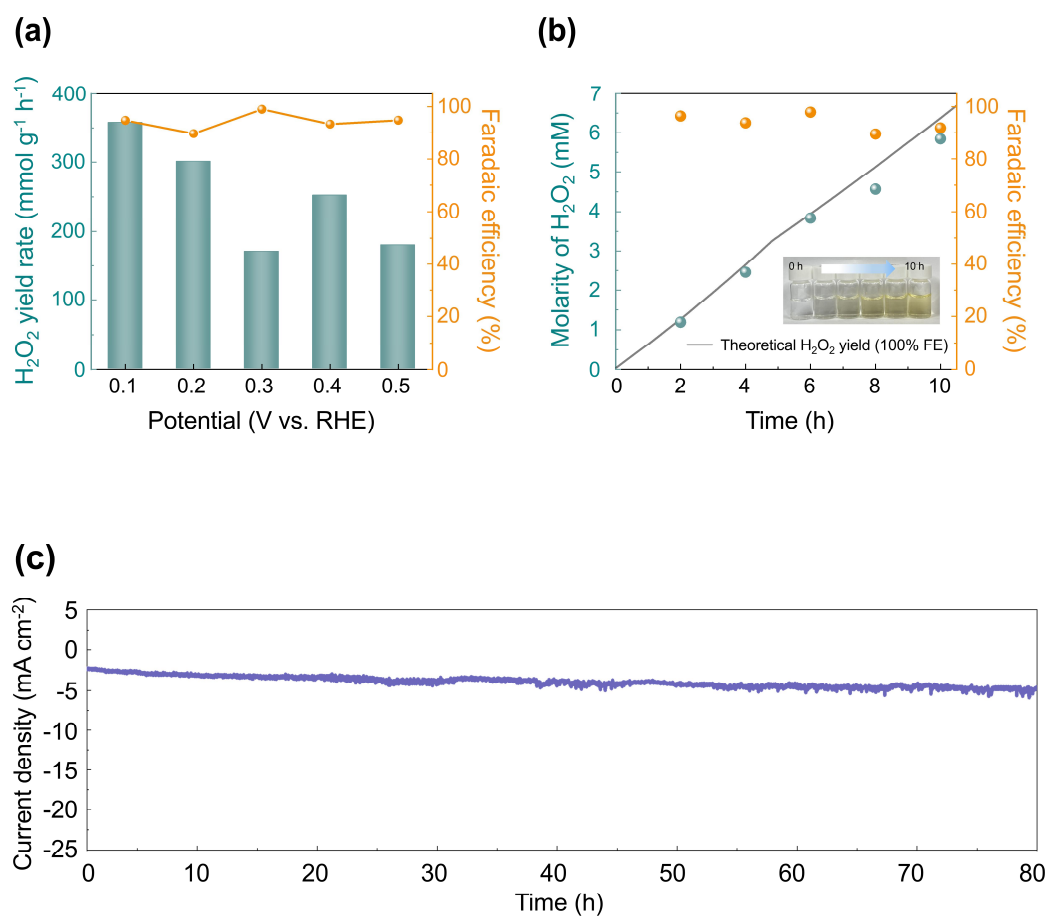 (a)
H₂O₂ yield rate (mmol g⁻¹ h⁻¹)
400
300
200
100
0
0.1 0.2 0.3 0.4 0.5
Potential (V vs. RHE)
100
80
60
40
20
0
Faradaic efficiency (%)
(b)
Molarity of H₂O₂ (mM)
7
6
5
4
3
2
1
0
0 2 4 6 8 10
Time (h)
0 h 10 h
Theoretical H₂O₂ yield (100% FE)
100
80
60
40
20
0
Faradaic efficiency (%)
(c)
Current density (mA cm⁻²)
5
0
-5
-10
-15
-20
-25
0 10 20 30 40 50 60 70 80
Time (h)